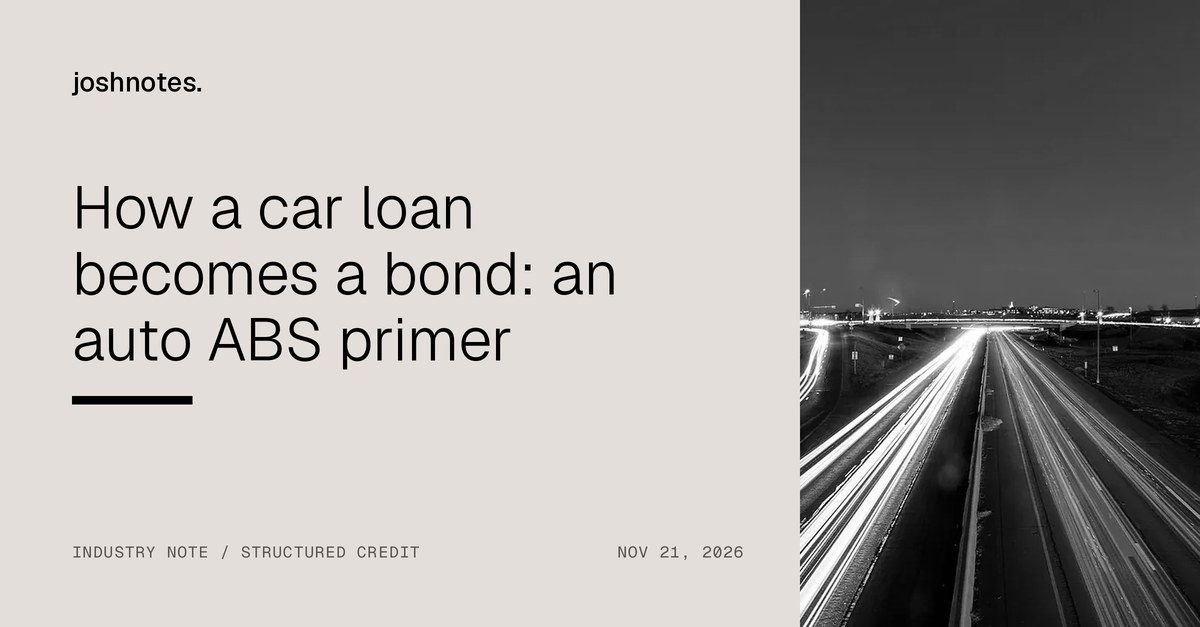 joshnotes.
How a car loan
becomes a bond: an
auto ABS primer
INDUSTRY NOTE / STRUCTURED CREDIT
NOV 21, 2026